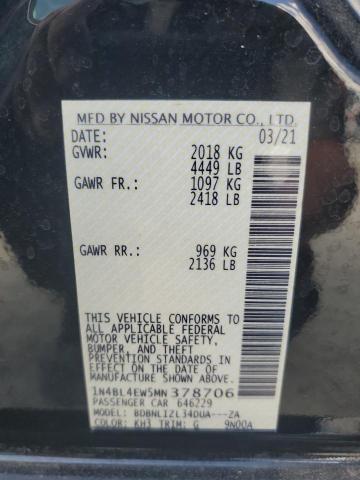 MFD BY NISSAN MOTOR CO., LTD.
DATE: 03/21
GVWR: 2018 KG
4449 LB
GAWR FR.: 1097 KG
2418 LB
GAWR RR.: 969 KG
2136 LB
THIS VEHICLE CONFORMS TO
ALL APPLICABLE FEDERAL
MOTOR VEHICLE SAFETY,
BUMPER, AND THEFT
PREVENTION STANDARDS IN
EFFECT ON THE DATE OF
MANUFACTURE SHOWN ABOVE.
1N4BL4EW5MN378706
PASSENGER CAR 646229
MODEL: BDBNLIZL34DUA---ZA
COLOR: KH3 TRIM: G 9N00A